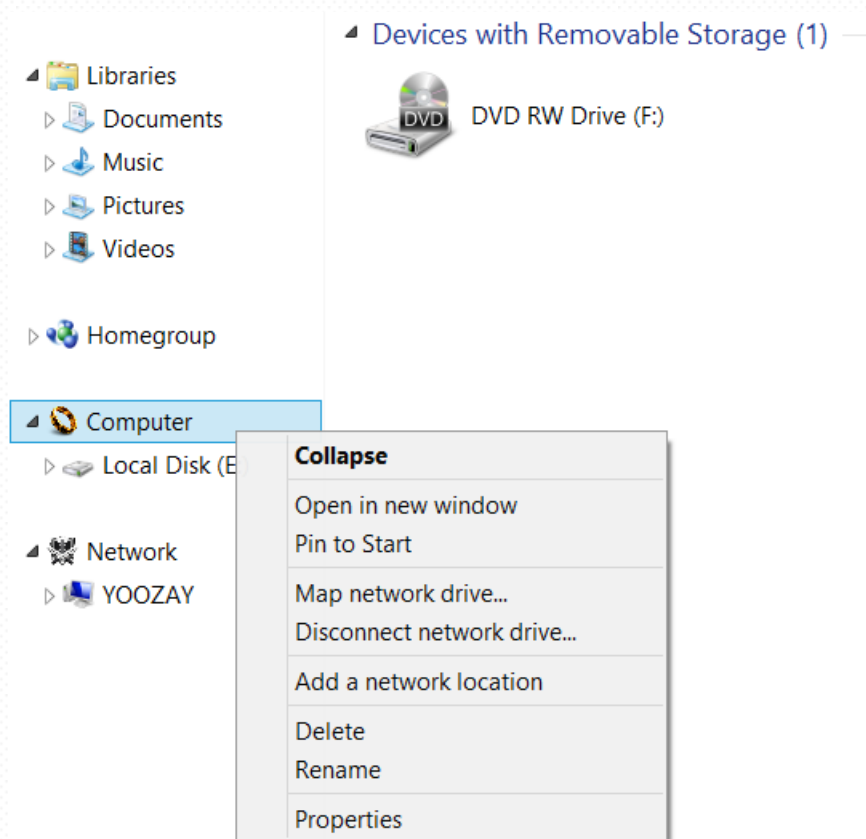 Devices with Removable Storage (1)
DVD
DVD RW Drive (F:)
Libraries
Documents
Music
Pictures
Videos
Homegroup
Computer
Local Disk (E:)
Network
YOOZAY
Collapse
Open in new window
Pin to Start
Map network drive...
Disconnect network drive...
Add a network location
Delete
Rename
Properties